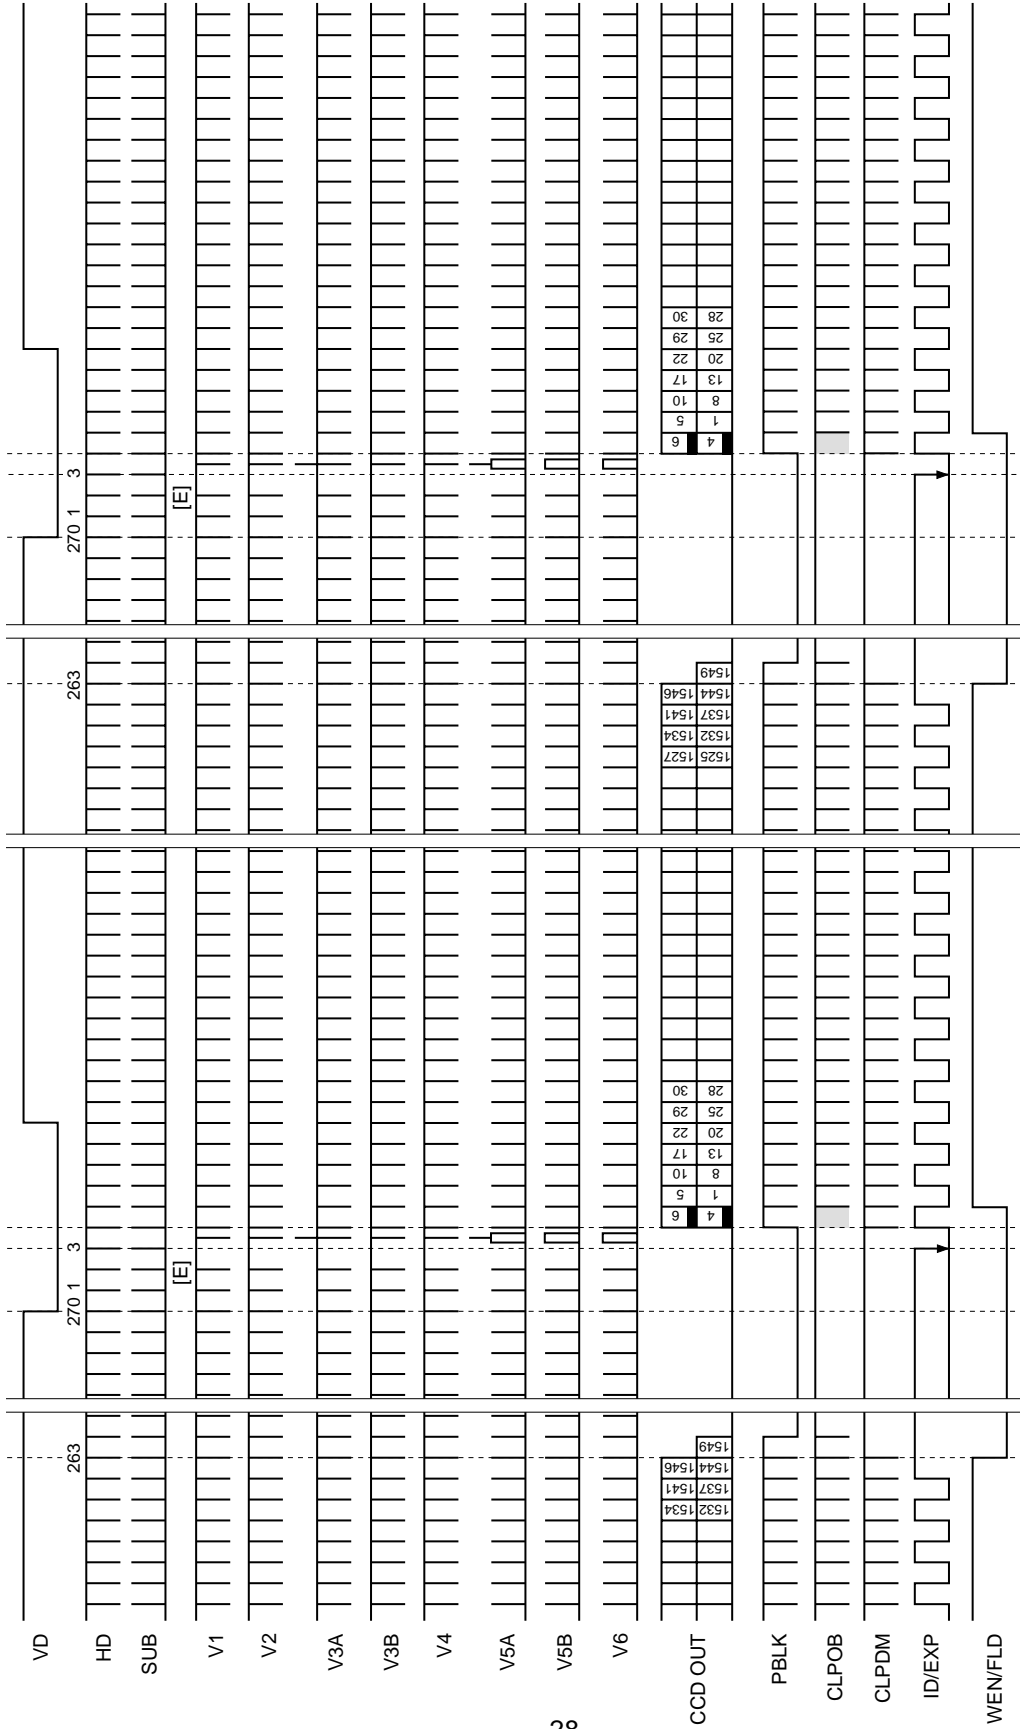 VD
263 270 1 3 263 270 1 3
HD
SUB
[E] [E]
V1
V2
V3A
V3B
V4
V5A
V5B
V6
1534 1541 1546 6 5 10 17 22 29 30 1527 1534 1541 1546 6 5 10 17 22 29 30
CCD OUT
1532 1537 1544 1549 4 1 8 13 20 25 28 1525 1532 1537 1544 1549 4 1 8 13 20 25 28
PBLK
CLPOB
CLPDM
ID/EXP
WEN/FLD
28